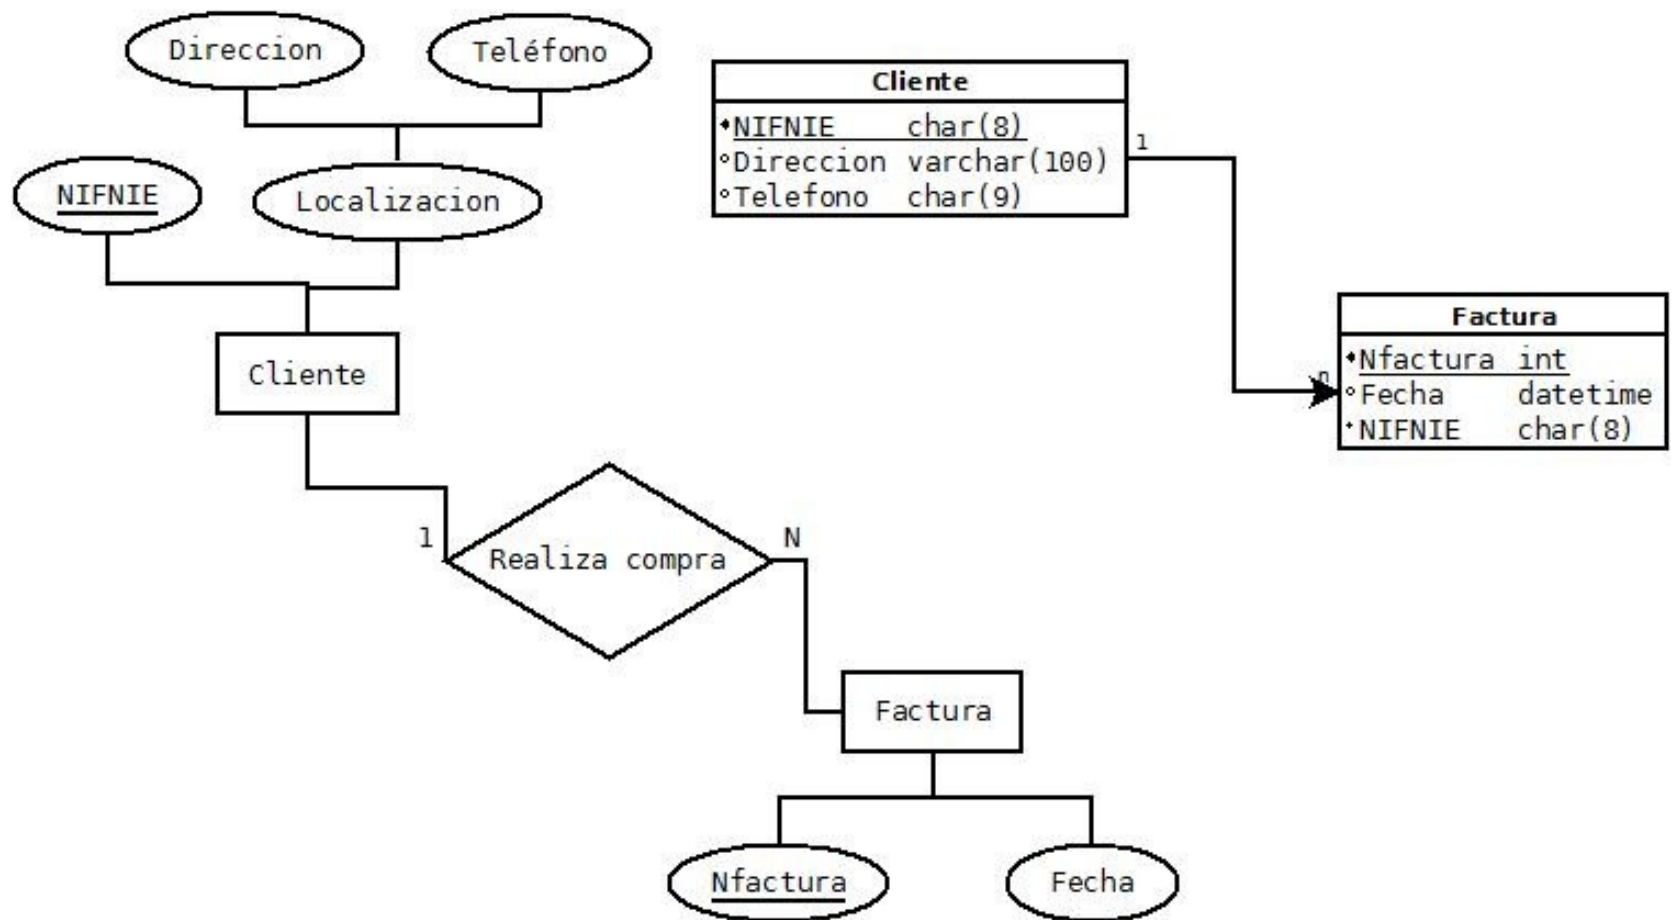 Direccion
Teléfono
NIFNIE
Localizacion
Cliente
1
Realiza compra
N
Factura
Nfactura
Fecha
Cliente
NIFNIE char(8)
Direccion varchar(100)
Telefono char(9)
1
n
Factura
Nfactura int
Fecha datetime
NIFNIE char(8)